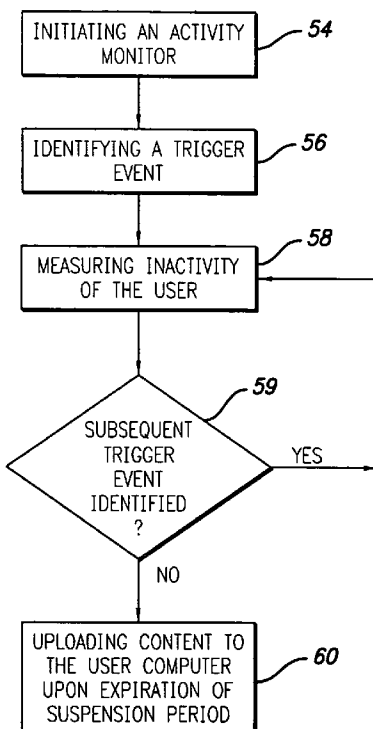 INITIATING AN ACTIVITY
MONITOR
54
IDENTIFYING A TRIGGER
EVENT
56
MEASURING INACTIVITY
OF THE USER
58
SUBSEQUENT
TRIGGER
EVENT
IDENTIFIED
?
59
YES
NO
UPLOADING CONTENT TO
THE USER COMPUTER
UPON EXPIRATION OF
SUSPENSION PERIOD
60